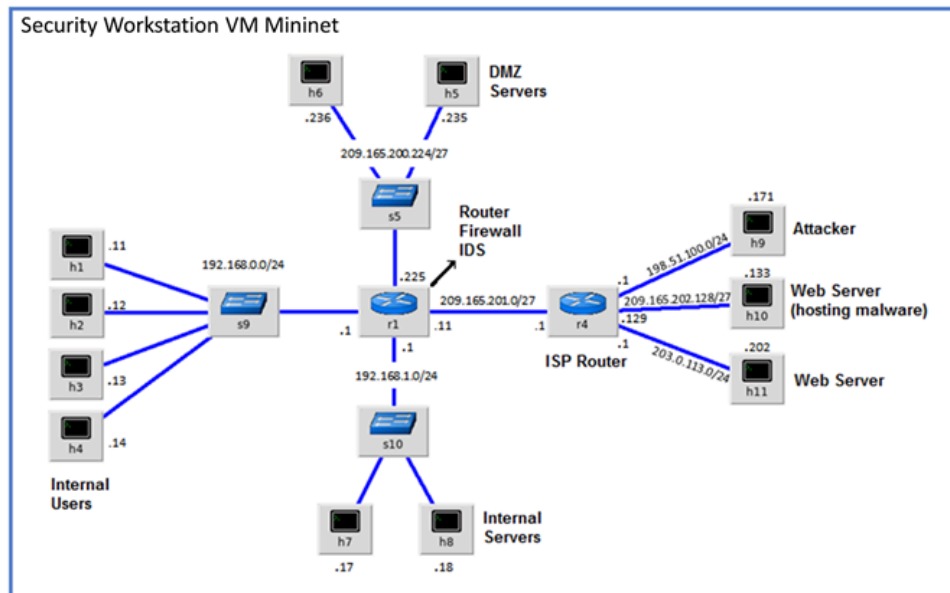 Security Workstation VM Mininet
h6
h5
DMZ
Servers
.236
.235
209.165.200.224/27
s5
Router
Firewall
IDS
.171
h9
Attacker
.11
h1
192.168.0.0/24
.225
198.51.100.0/24
.1
.133
h10
Web Server
(hosting malware)
.12
h2
s9
.1
r1
.11
209.165.201.0/27
.1
r4
209.165.202.128/27
.129
.1
ISP Router
.1
192.168.1.0/24
203.0.113.0/24
.202
h11
Web Server
h3
.13
h4
.14
s10
Internal
Users
h7
.17
h8
.18
Internal
Servers